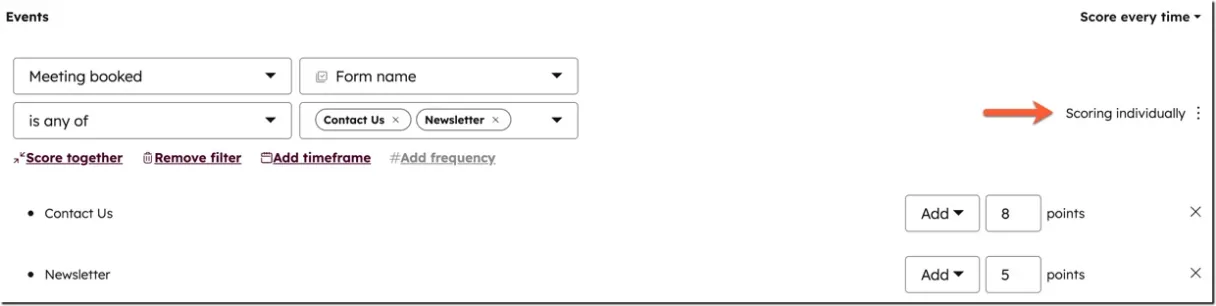 Events Score every time
Meeting booked Form name
is any of Contact Us × Newsletter × Scoring individually
Score together Remove filter Add timeframe #Add frequency
• Contact Us Add 8 points
• Newsletter Add 5 points